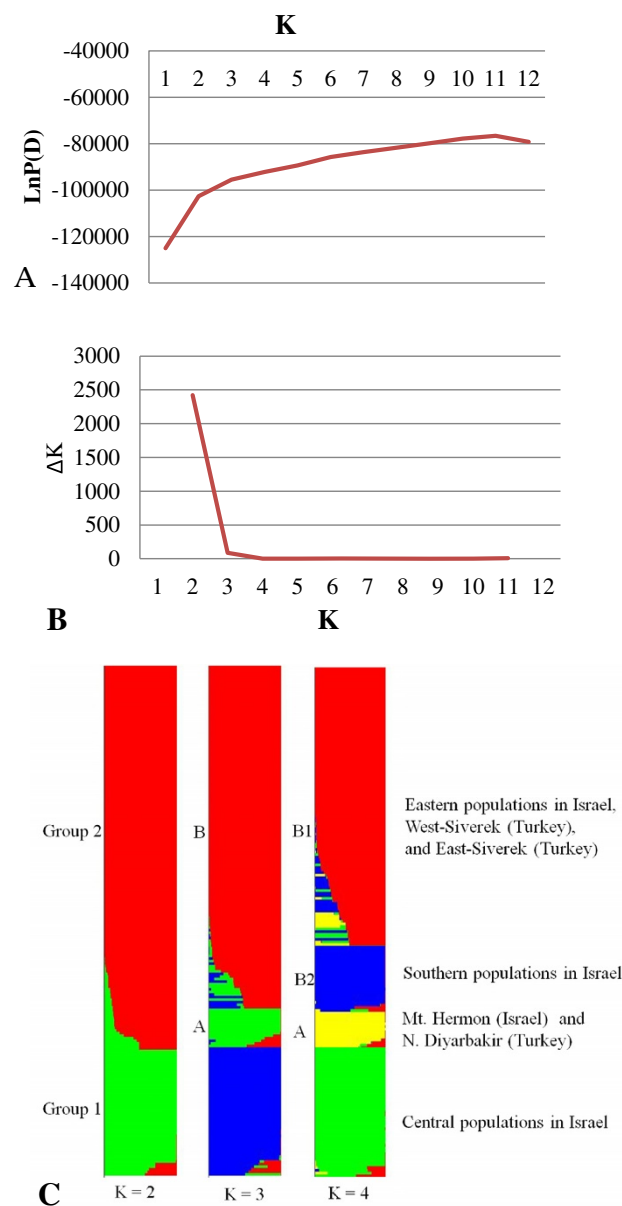 K
-40000
1 2 3 4 5 6 7 8 9 10 11 12
-60000
-80000
-100000
-120000
-140000
LnP(D)
A
3000
2500
2000
1500
1000
500
0
ΔK
1 2 3 4 5 6 7 8 9 10 11 12
B
K
Group 2
B
B1
Eastern populations in Israel,
West-Siverek (Turkey),
and East-Siverek (Turkey)
B2
Southern populations in Israel
A
A
Mt. Hermon (Israel) and
N. Diyarbakir (Turkey)
Group 1
Central populations in Israel
C
K = 2
K = 3
K = 4